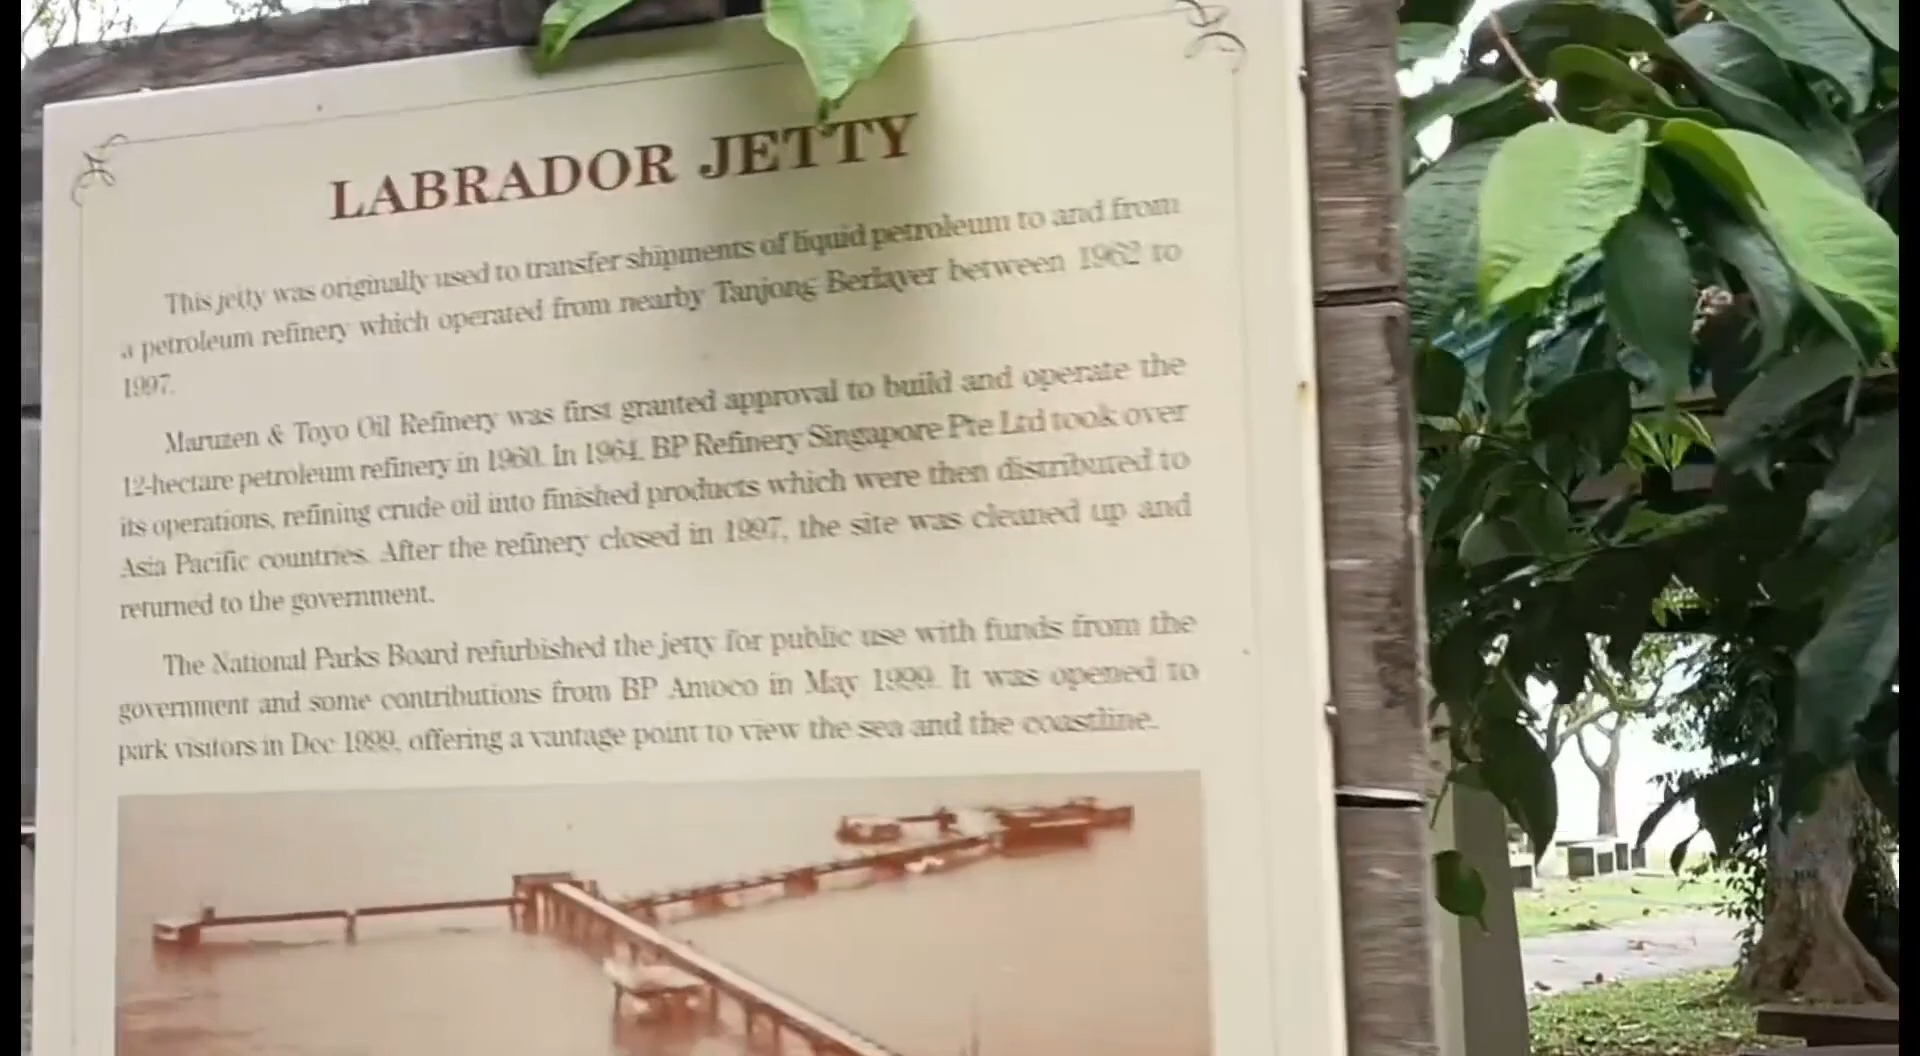 LABRADOR JETTY
This jetty was originally used to transfer shipments of liquid petroleum to and from
a petroleum refinery which operated from nearby Tanjong Berlayer between 1962 to
1997.
Maruzen & Toyo Oil Refinery was first granted approval to build and operate the
12-hectare petroleum refinery in 1960. In 1964, BP Refinery Singapore Pte Ltd took over
its operations, refining crude oil into finished products which were then distributed to
Asia Pacific countries. After the refinery closed in 1997, the site was cleaned up and
returned to the government.
The National Parks Board refurbished the jetty for public use with funds from the
government and some contributions from BP Amoco in May 1999. It was opened to
park visitors in Dec 1999, offering a vantage point to view the sea and the coastline.